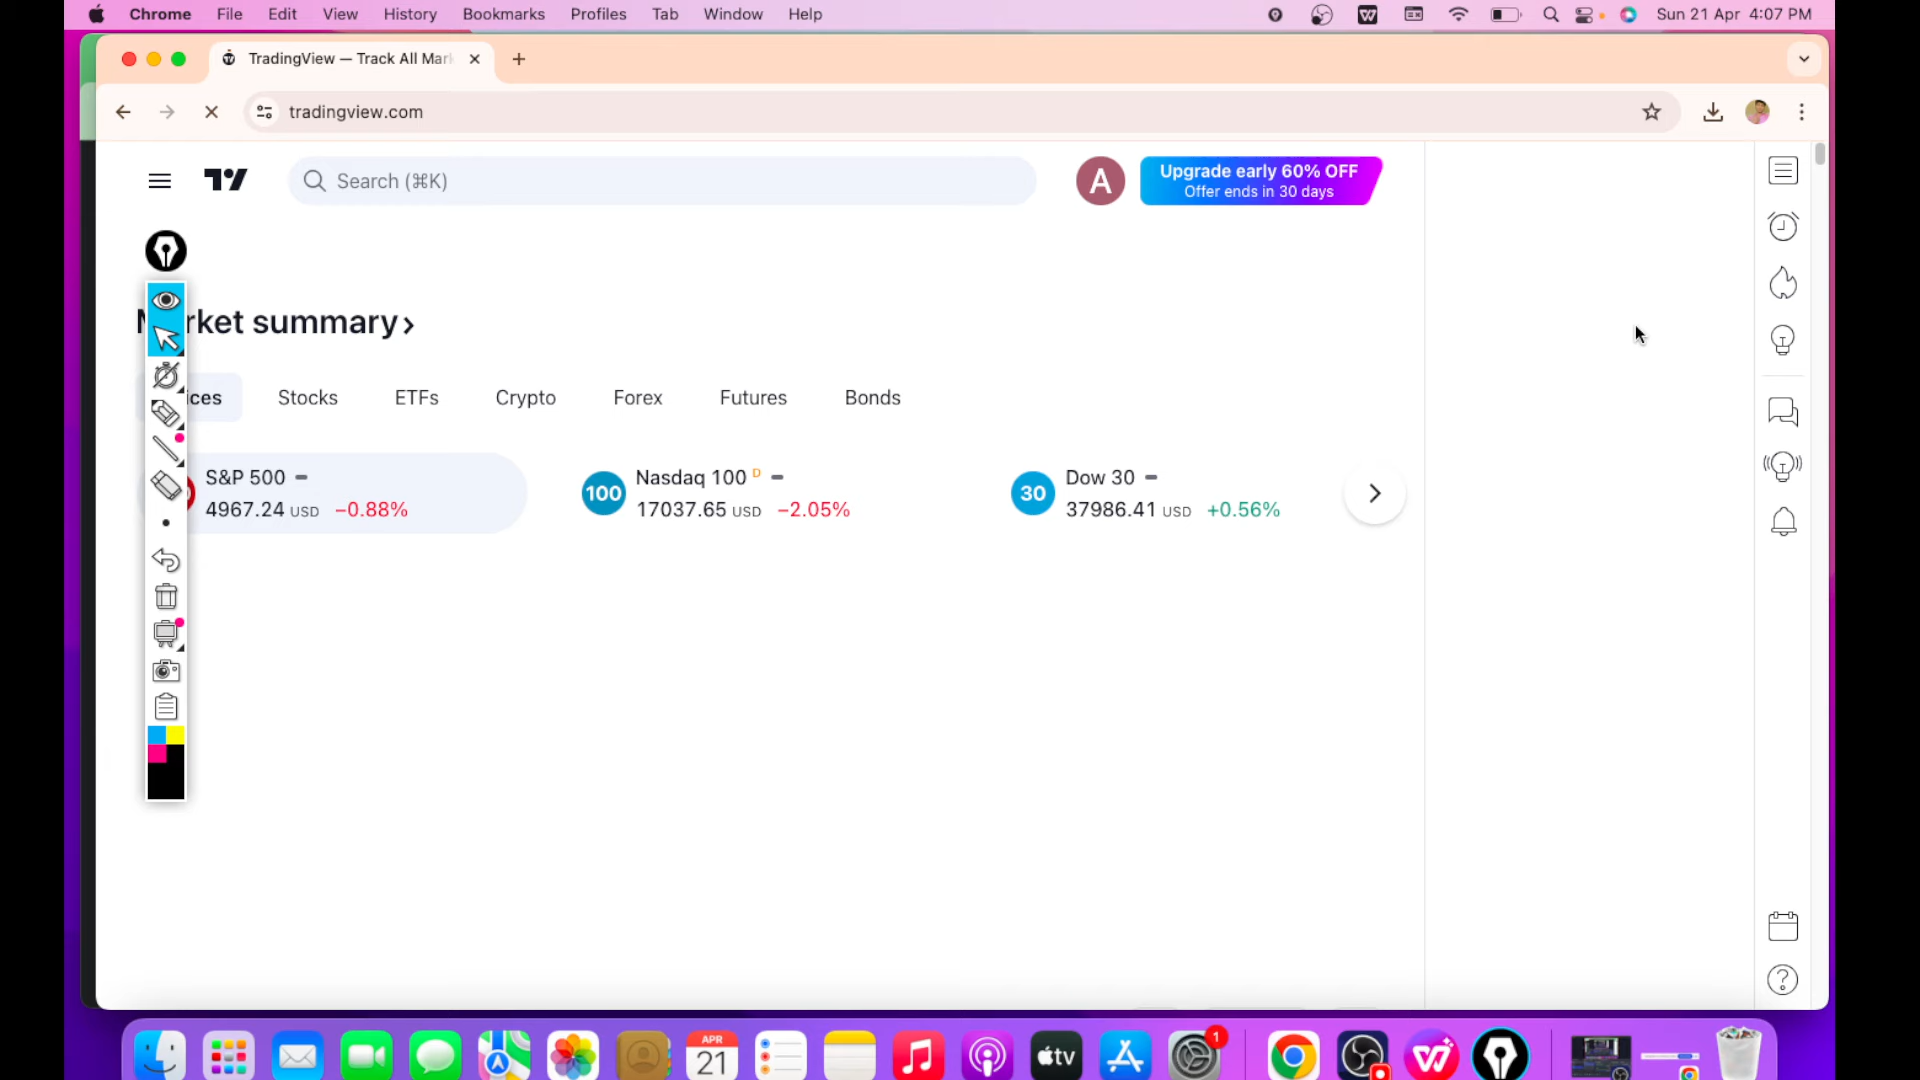 Chrome File Edit View History Bookmarks Profiles Tab Window Help Sun 21 Apr 4:07 PM
TradingView — Track All Mar
tradingview.com
Search (⌘K)
A
Upgrade early 60% OFF
Offer ends in 30 days
rket summary
ices Stocks ETFs Crypto Forex Futures Bonds
S&P 500
4967.24 USD −0.88%
100
Nasdaq 100 D
17037.65 USD −2.05%
30
Dow 30
37986.41 USD +0.56%
APR
21
tv
1